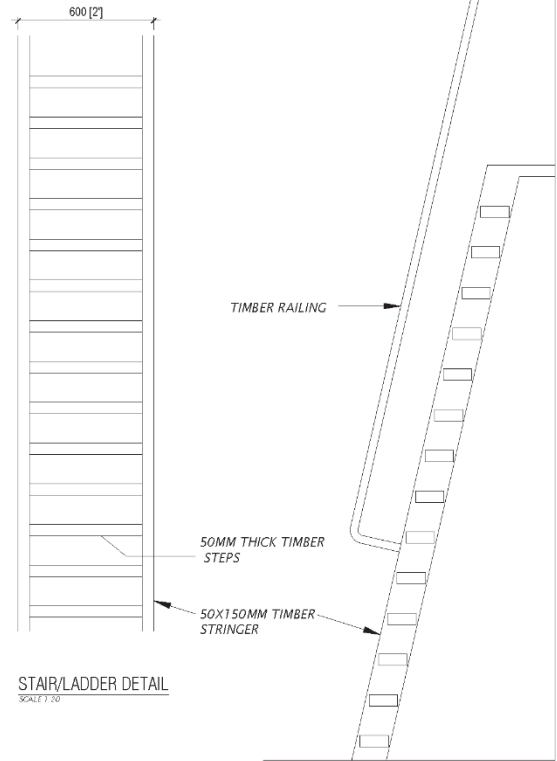 600 [2']
TIMBER RAILING
50MM THICK TIMBER
STEPS
50X150MM TIMBER
STRINGER
STAIR/LADDER DETAIL
SCALE 1:20